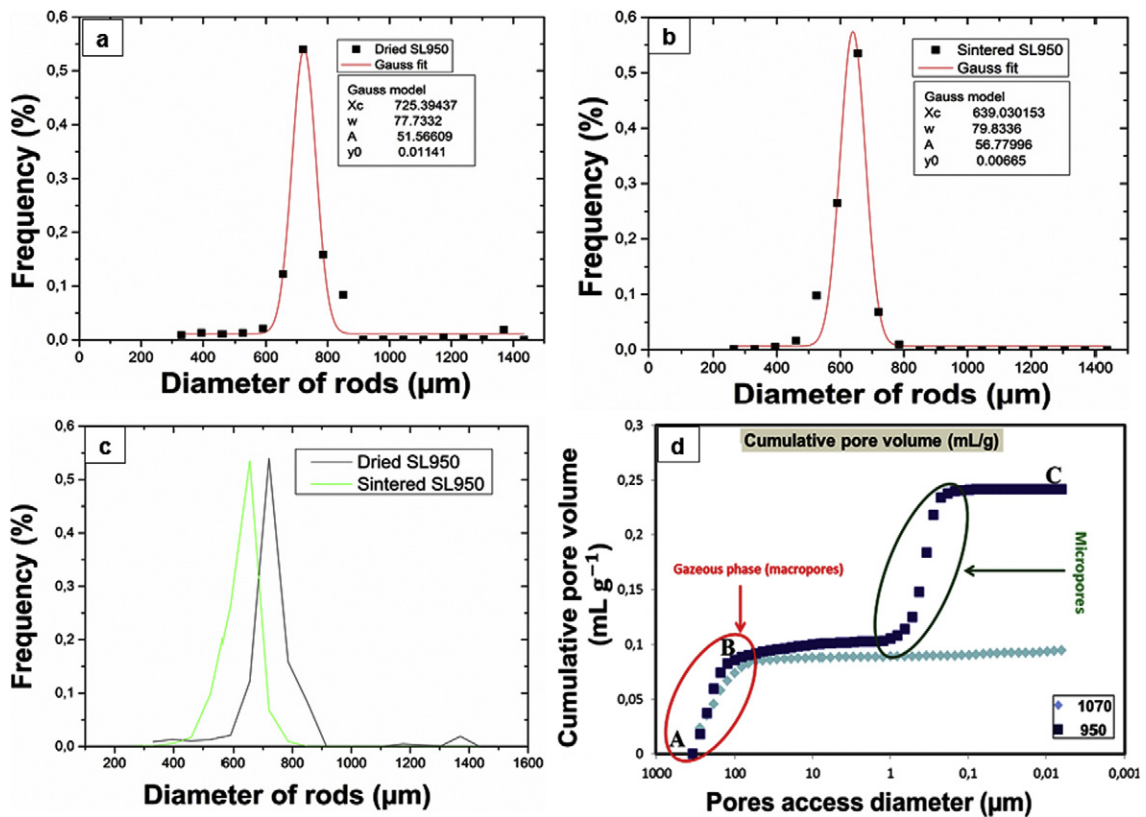 a
Frequency (%)
0,6
0,5
0,4
0,3
0,2
0,1
0,0
Dried SL950
Gauss fit
Gauss model
Xc 725.39437
w 77.7332
A 51.56609
y0 0.01141
0 200 400 600 800 1000 1200 1400
Diameter of rods (µm)
b
Frequency (%)
0,6
0,5
0,4
0,3
0,2
0,1
0,0
Sintered SL950
Gauss fit
Gauss model
Xc 639.030153
w 79.8336
A 56.77996
y0 0.00665
0 200 400 600 800 1000 1200 1400
Diameter of rods (µm)
c
Frequency (%)
0,6
0,5
0,4
0,3
0,2
0,1
0,0
Dried SL950
Sintered SL950
200 400 600 800 1000 1200 1400 1600
Diameter of rods (µm)
d
Cumulative pore volume (mL/g)
Cumulative pore volume
(mL g⁻¹)
0,3
0,25
0,2
0,15
0,1
0,05
0
C
Gazeous phase (macropores)
Micropores
B
A
1070
950
1000 100 10 1 0,1 0,01 0,001
Pores access diameter (µm)